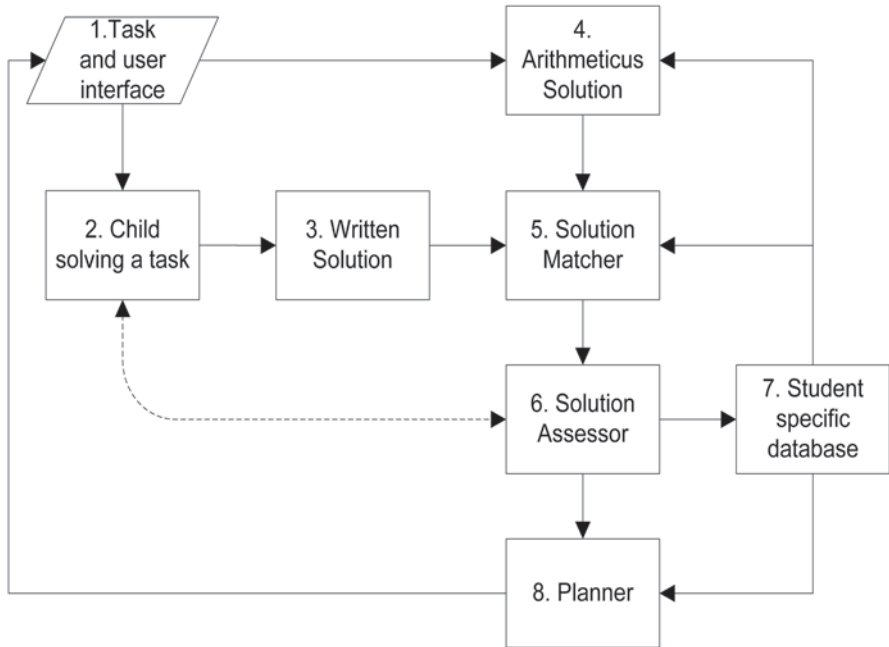 1.Task
and user
interface
4.
Arithmeticus
Solution
2. Child
solving a task
3. Written
Solution
5. Solution
Matcher
6. Solution
Assessor
7. Student
specific
database
8. Planner